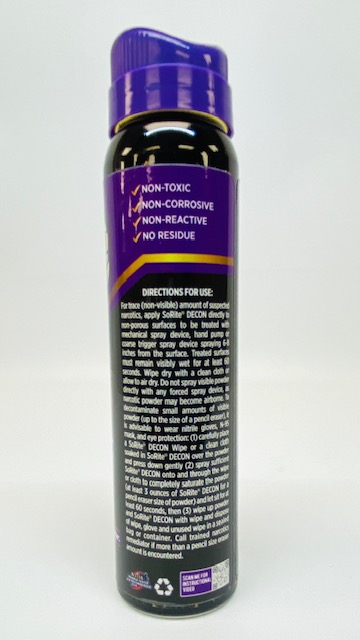 NON-TOXIC
NON-CORROSIVE
NON-REACTIVE
NO RESIDUE
DIRECTIONS FOR USE:
For trace (non-visible) amount of suspected
narcotics, apply SoRite® DECON directly to
non-porous surfaces to be treated with
mechanical spray device, hand pump or
coarse trigger spray device spraying 6-8
inches from the surface. Treated surfaces
must remain visibly wet for at least 60
seconds. Wipe dry with a clean cloth or
allow to air dry. Do not spray visible powder
directly with any forced spray device, as
narcotic powder may become airborne. To
decontaminate small amounts of visible
powder (up to the size of a pencil eraser), it
is advisable to wear nitrile gloves, N-95
mask, and eye protection: (1) carefully place
a SoRite® DECON Wipe or a clean cloth
soaked in SoRite® DECON over the powder
and press down gently (2) spray sufficient
SoRite® DECON onto and through the wipe
or cloth to completely saturate the powder
(at least 3 ounces of SoRite® DECON for a
pencil eraser size of powder) and let sit for at
least 60 seconds, then (3) wipe up powder
and SoRite® DECON with wipe and dispose
of wipe, glove and unused wipe in a sealed
bag or container. Call trained narcotic
remediator if more than a pencil size eraser
amount is encountered.
SCAN ME FOR
INSTRUCTIONAL
VIDEO